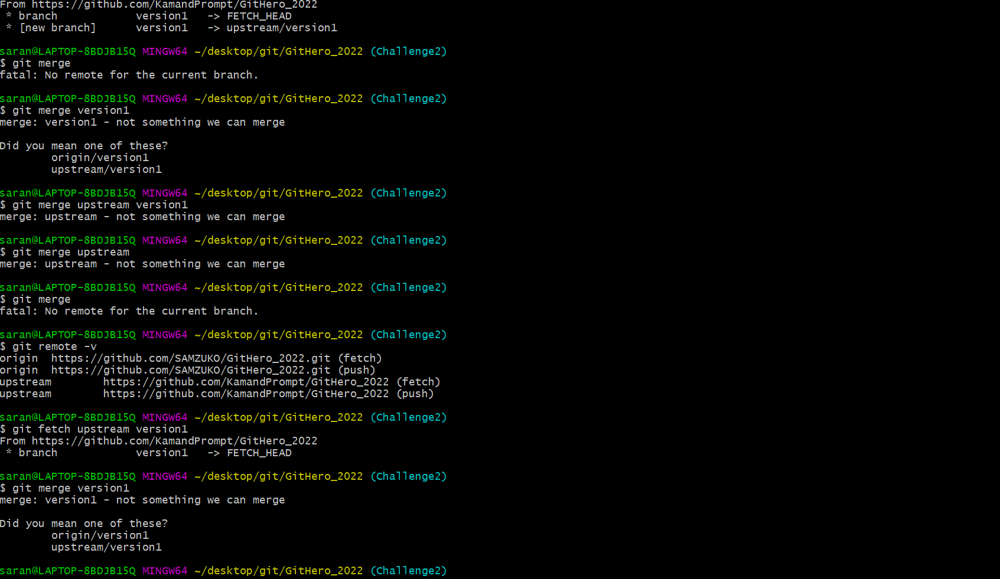 From https://github.com/KamandPrompt/GitHero_2022
 * branch            version1   -> FETCH_HEAD
 * [new branch]      version1   -> upstream/version1
saran@LAPTOP-8BDJB15Q MINGW64 ~/desktop/git/GitHero_2022 (Challenge2)
$ git merge
fatal: No remote for the current branch.
saran@LAPTOP-8BDJB15Q MINGW64 ~/desktop/git/GitHero_2022 (Challenge2)
$ git merge version1
merge: version1 - not something we can merge
Did you mean one of these?
        origin/version1
        upstream/version1
saran@LAPTOP-8BDJB15Q MINGW64 ~/desktop/git/GitHero_2022 (Challenge2)
$ git merge upstream version1
merge: upstream - not something we can merge
saran@LAPTOP-8BDJB15Q MINGW64 ~/desktop/git/GitHero_2022 (Challenge2)
$ git merge upstream
merge: upstream - not something we can merge
saran@LAPTOP-8BDJB15Q MINGW64 ~/desktop/git/GitHero_2022 (Challenge2)
$ git merge
fatal: No remote for the current branch.
saran@LAPTOP-8BDJB15Q MINGW64 ~/desktop/git/GitHero_2022 (Challenge2)
$ git remote -v
origin  https://github.com/SAMZUKO/GitHero_2022.git (fetch)
origin  https://github.com/SAMZUKO/GitHero_2022.git (push)
upstream        https://github.com/KamandPrompt/GitHero_2022 (fetch)
upstream        https://github.com/KamandPrompt/GitHero_2022 (push)
saran@LAPTOP-8BDJB15Q MINGW64 ~/desktop/git/GitHero_2022 (Challenge2)
$ git fetch upstream version1
From https://github.com/KamandPrompt/GitHero_2022
 * branch            version1   -> FETCH_HEAD
saran@LAPTOP-8BDJB15Q MINGW64 ~/desktop/git/GitHero_2022 (Challenge2)
$ git merge version1
merge: version1 - not something we can merge
Did you mean one of these?
        origin/version1
        upstream/version1
saran@LAPTOP-8BDJB15Q MINGW64 ~/desktop/git/GitHero_2022 (Challenge2)